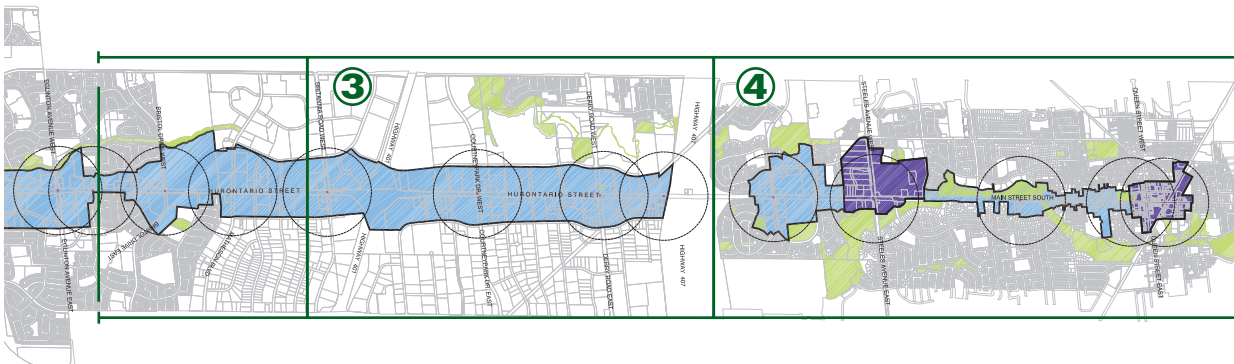 3
4
EGLINTON AVENUE WEST
BRISTOL DRIVE WEST
BRITANNIA ROAD WEST
HIGHWAY 401
COURTNEYPARK DR. WEST
DERRY ROAD WEST
HIGHWAY 407
STEELES AVENUE WEST
QUEEN STREET WEST
HURONTARIO STREET
HURONTARIO STREET
MAIN STREET SOUTH
EGLINTON AVENUE EAST
BRISTOL DRIVE EAST
MATHESON BLVD
HIGHWAY 401
COURTNEYPARK DR. EAST
DERRY ROAD EAST
HIGHWAY 407
STEELES AVENUE EAST
QUEEN STREET EAST